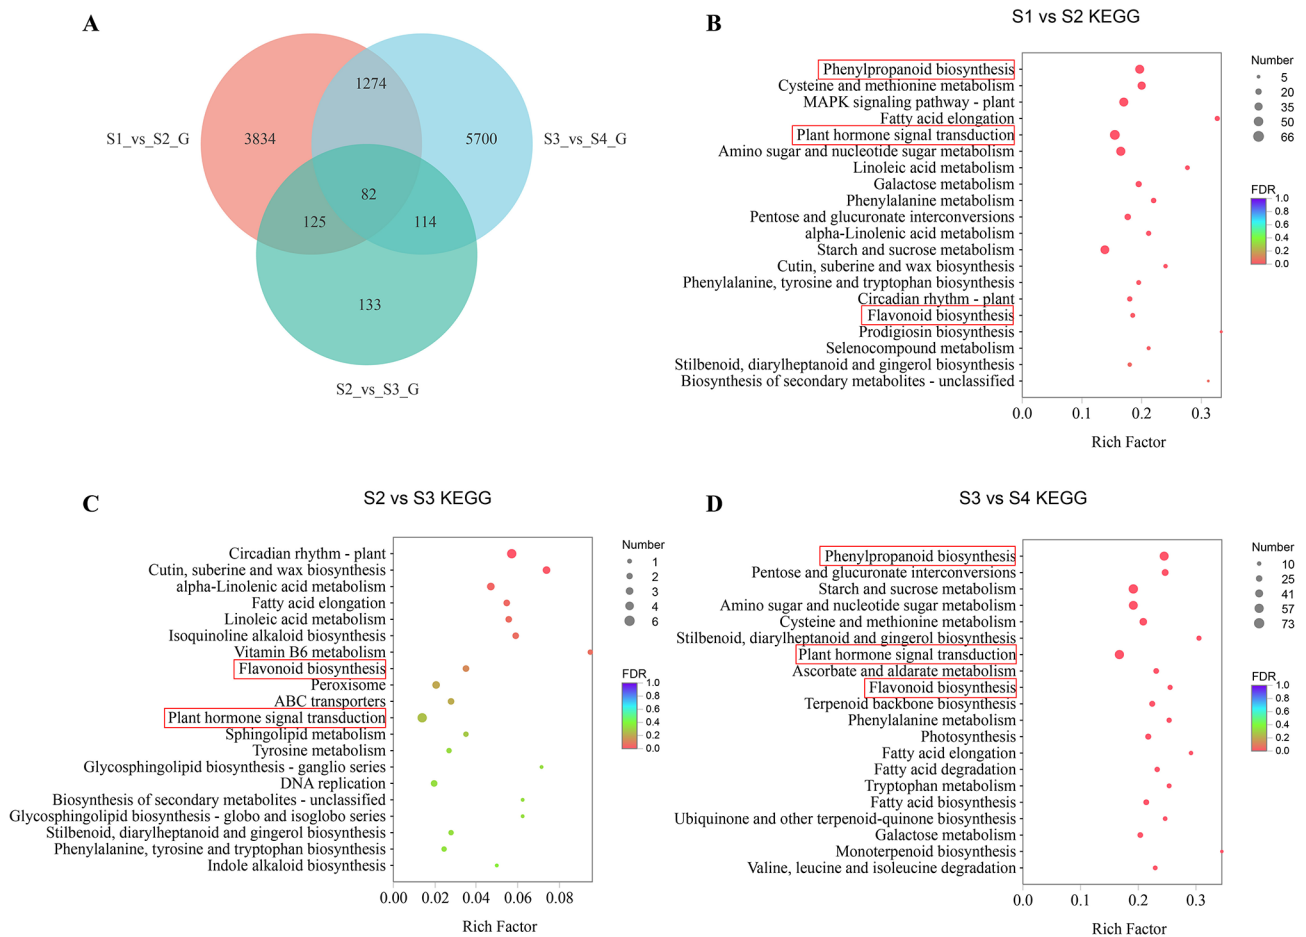 A
S1_vs_S2_G
3834
1274
5700
S3_vs_S4_G
82
125
114
133
S2_vs_S3_G
B
S1 vs S2 KEGG
Phenylpropanoid biosynthesis
Cysteine and methionine metabolism
MAPK signaling pathway - plant
Fatty acid elongation
Plant hormone signal transduction
Amino sugar and nucleotide sugar metabolism
Linoleic acid metabolism
Galactose metabolism
Phenylalanine metabolism
Pentose and glucuronate interconversions
alpha-Linolenic acid metabolism
Starch and sucrose metabolism
Cutin, suberine and wax biosynthesis
Phenylalanine, tyrosine and tryptophan biosynthesis
Circadian rhythm - plant
Flavonoid biosynthesis
Prodigiosin biosynthesis
Selenocompound metabolism
Stilbenoid, diarylheptanoid and gingerol biosynthesis
Biosynthesis of secondary metabolites - unclassified
0.0 0.1 0.2 0.3
Rich Factor
Number
5
20
35
50
66
FDR
1.0
0.8
0.6
0.4
0.2
0.0
C
S2 vs S3 KEGG
Circadian rhythm - plant
Cutin, suberine and wax biosynthesis
alpha-Linolenic acid metabolism
Fatty acid elongation
Linoleic acid metabolism
Isoquinoline alkaloid biosynthesis
Vitamin B6 metabolism
Flavonoid biosynthesis
Peroxisome
ABC transporters
Plant hormone signal transduction
Sphingolipid metabolism
Tyrosine metabolism
Glycosphingolipid biosynthesis - ganglio series
DNA replication
Biosynthesis of secondary metabolites - unclassified
Glycosphingolipid biosynthesis - globo and isoglobo series
Stilbenoid, diarylheptanoid and gingerol biosynthesis
Phenylalanine, tyrosine and tryptophan biosynthesis
Indole alkaloid biosynthesis
0.00 0.02 0.04 0.06 0.08
Rich Factor
Number
1
2
3
4
6
FDR
1.0
0.8
0.6
0.4
0.2
0.0
D
S3 vs S4 KEGG
Phenylpropanoid biosynthesis
Pentose and glucuronate interconversions
Starch and sucrose metabolism
Amino sugar and nucleotide sugar metabolism
Cysteine and methionine metabolism
Stilbenoid, diarylheptanoid and gingerol biosynthesis
Plant hormone signal transduction
Ascorbate and aldarate metabolism
Flavonoid biosynthesis
Terpenoid backbone biosynthesis
Phenylalanine metabolism
Photosynthesis
Fatty acid elongation
Fatty acid degradation
Tryptophan metabolism
Fatty acid biosynthesis
Ubiquinone and other terpenoid-quinone biosynthesis
Galactose metabolism
Monoterpenoid biosynthesis
Valine, leucine and isoleucine degradation
0.0 0.1 0.2 0.3
Rich Factor
Number
10
25
41
57
73
FDR
1.0
0.8
0.6
0.4
0.2
0.0